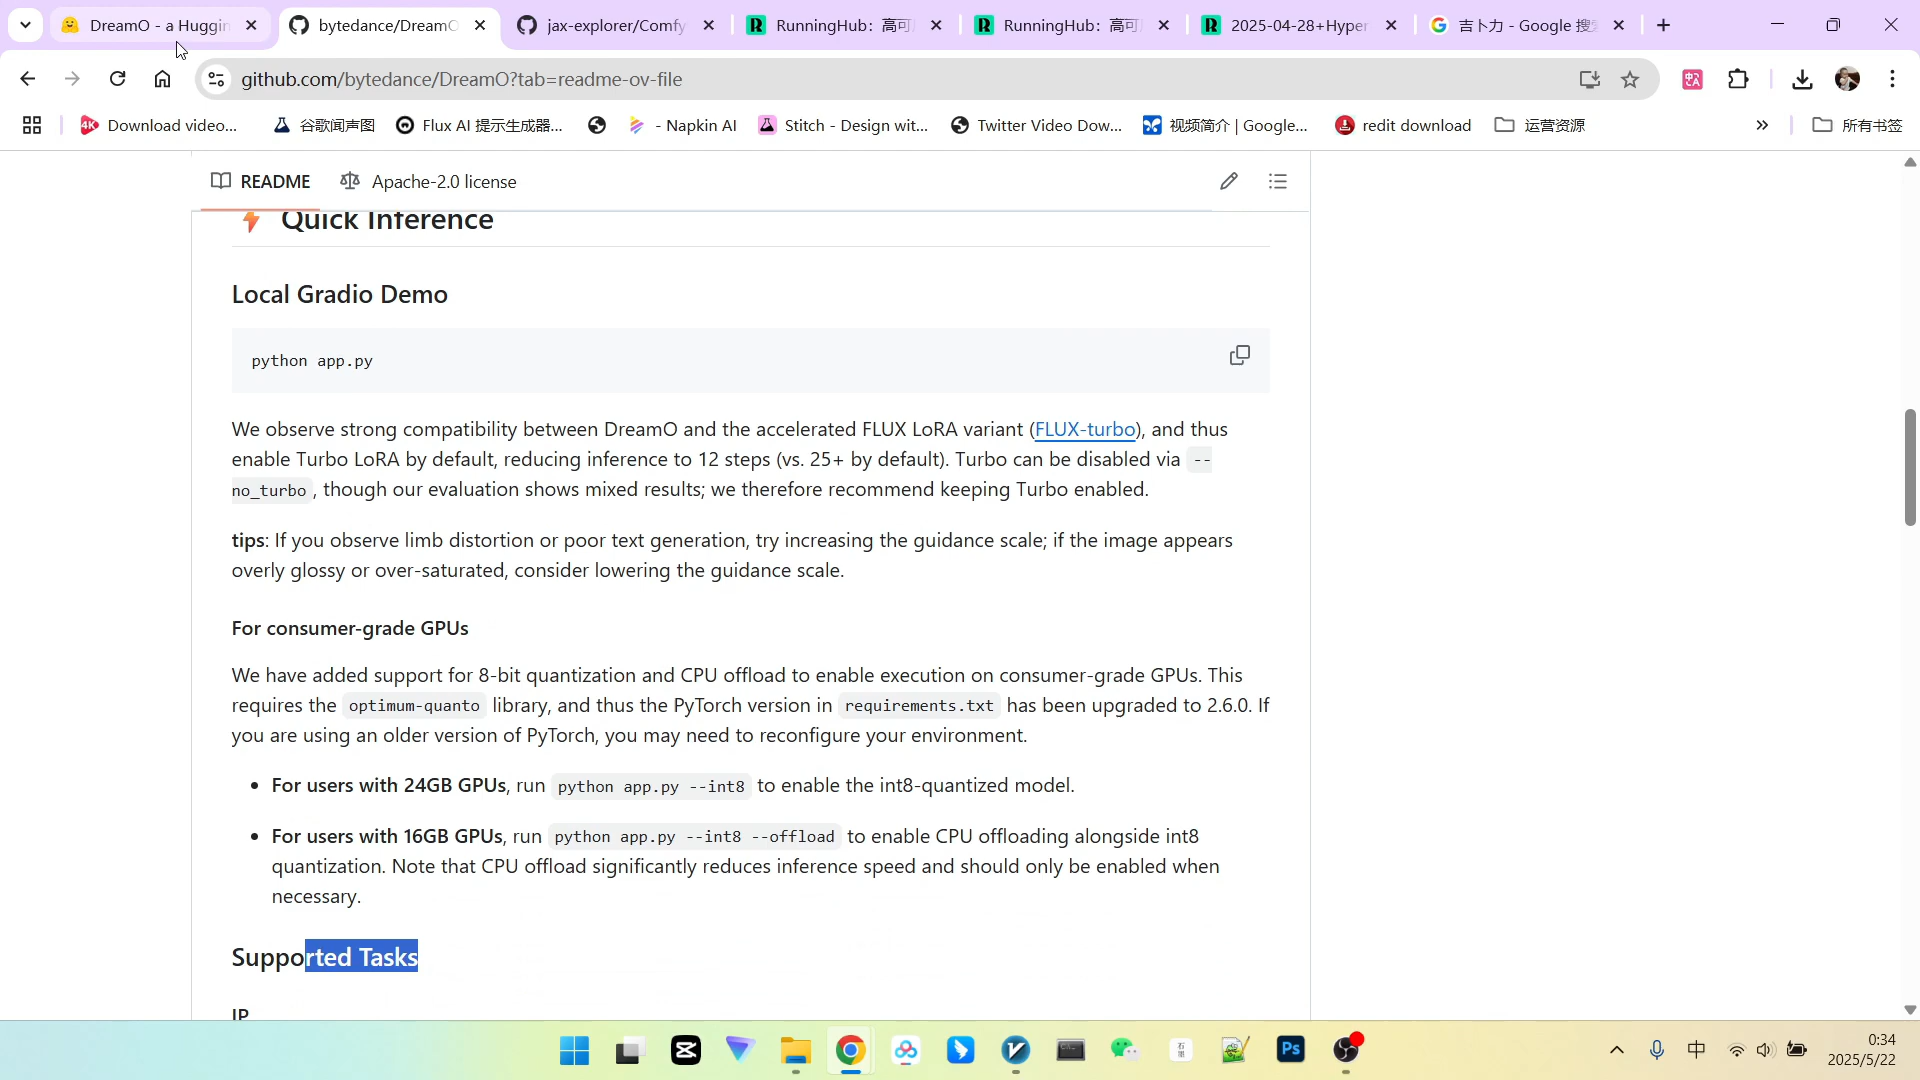 DreamO - a Huggin
bytedance/DreamO
jax-explorer/Comfy
RunningHub: 高可
RunningHub: 高可
2025-04-28+Hyper
吉卜力 - Google 搜
github.com/bytedance/DreamO?tab=readme-ov-file
Download video...
谷歌闻声图
Flux AI 提示生成器...
- Napkin AI
Stitch - Design wit...
Twitter Video Dow...
视频简介 | Google...
redit download
运营资源
所有书签
README
Apache-2.0 license
Quick Inference
Local Gradio Demo
python app.py
We observe strong compatibility between DreamO and the accelerated FLUX LoRA variant (FLUX-turbo), and thus
enable Turbo LoRA by default, reducing inference to 12 steps (vs. 25+ by default). Turbo can be disabled via --
no_turbo , though our evaluation shows mixed results; we therefore recommend keeping Turbo enabled.
tips: If you observe limb distortion or poor text generation, try increasing the guidance scale; if the image appears
overly glossy or over-saturated, consider lowering the guidance scale.
For consumer-grade GPUs
We have added support for 8-bit quantization and CPU offload to enable execution on consumer-grade GPUs. This
requires the optimum-quanto library, and thus the PyTorch version in requirements.txt has been upgraded to 2.6.0. If
you are using an older version of PyTorch, you may need to reconfigure your environment.
• For users with 24GB GPUs, run python app.py --int8 to enable the int8-quantized model.
• For users with 16GB GPUs, run python app.py --int8 --offload to enable CPU offloading alongside int8
quantization. Note that CPU offload significantly reduces inference speed and should only be enabled when
necessary.
Supported Tasks
IP
Ps
中
0:34
2025/5/22